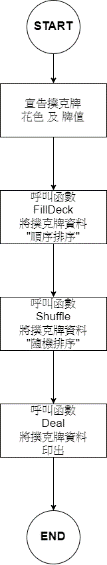 START
宣告撲克牌
花色 及 牌值
呼叫函數
FillDeck
將撲克牌資料
"順序排序"
呼叫函數
Shuffle
將撲克牌資料
"隨機排序"
呼叫函數
Deal
將撲克牌資料
印出
END